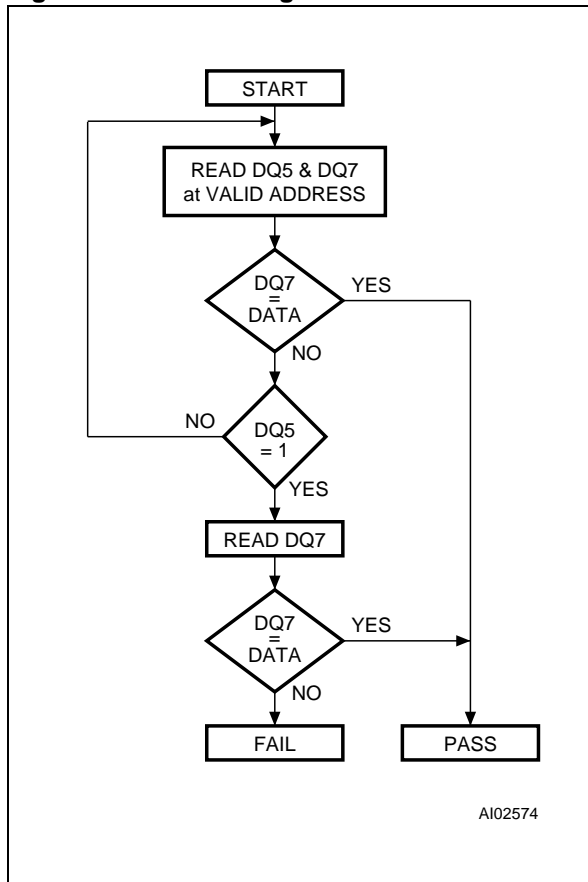 START
READ DQ5 & DQ7
at VALID ADDRESS
DQ7
=
DATA
YES
NO
DQ5
= 1
NO
YES
READ DQ7
DQ7
=
DATA
YES
NO
FAIL
PASS
AI02574